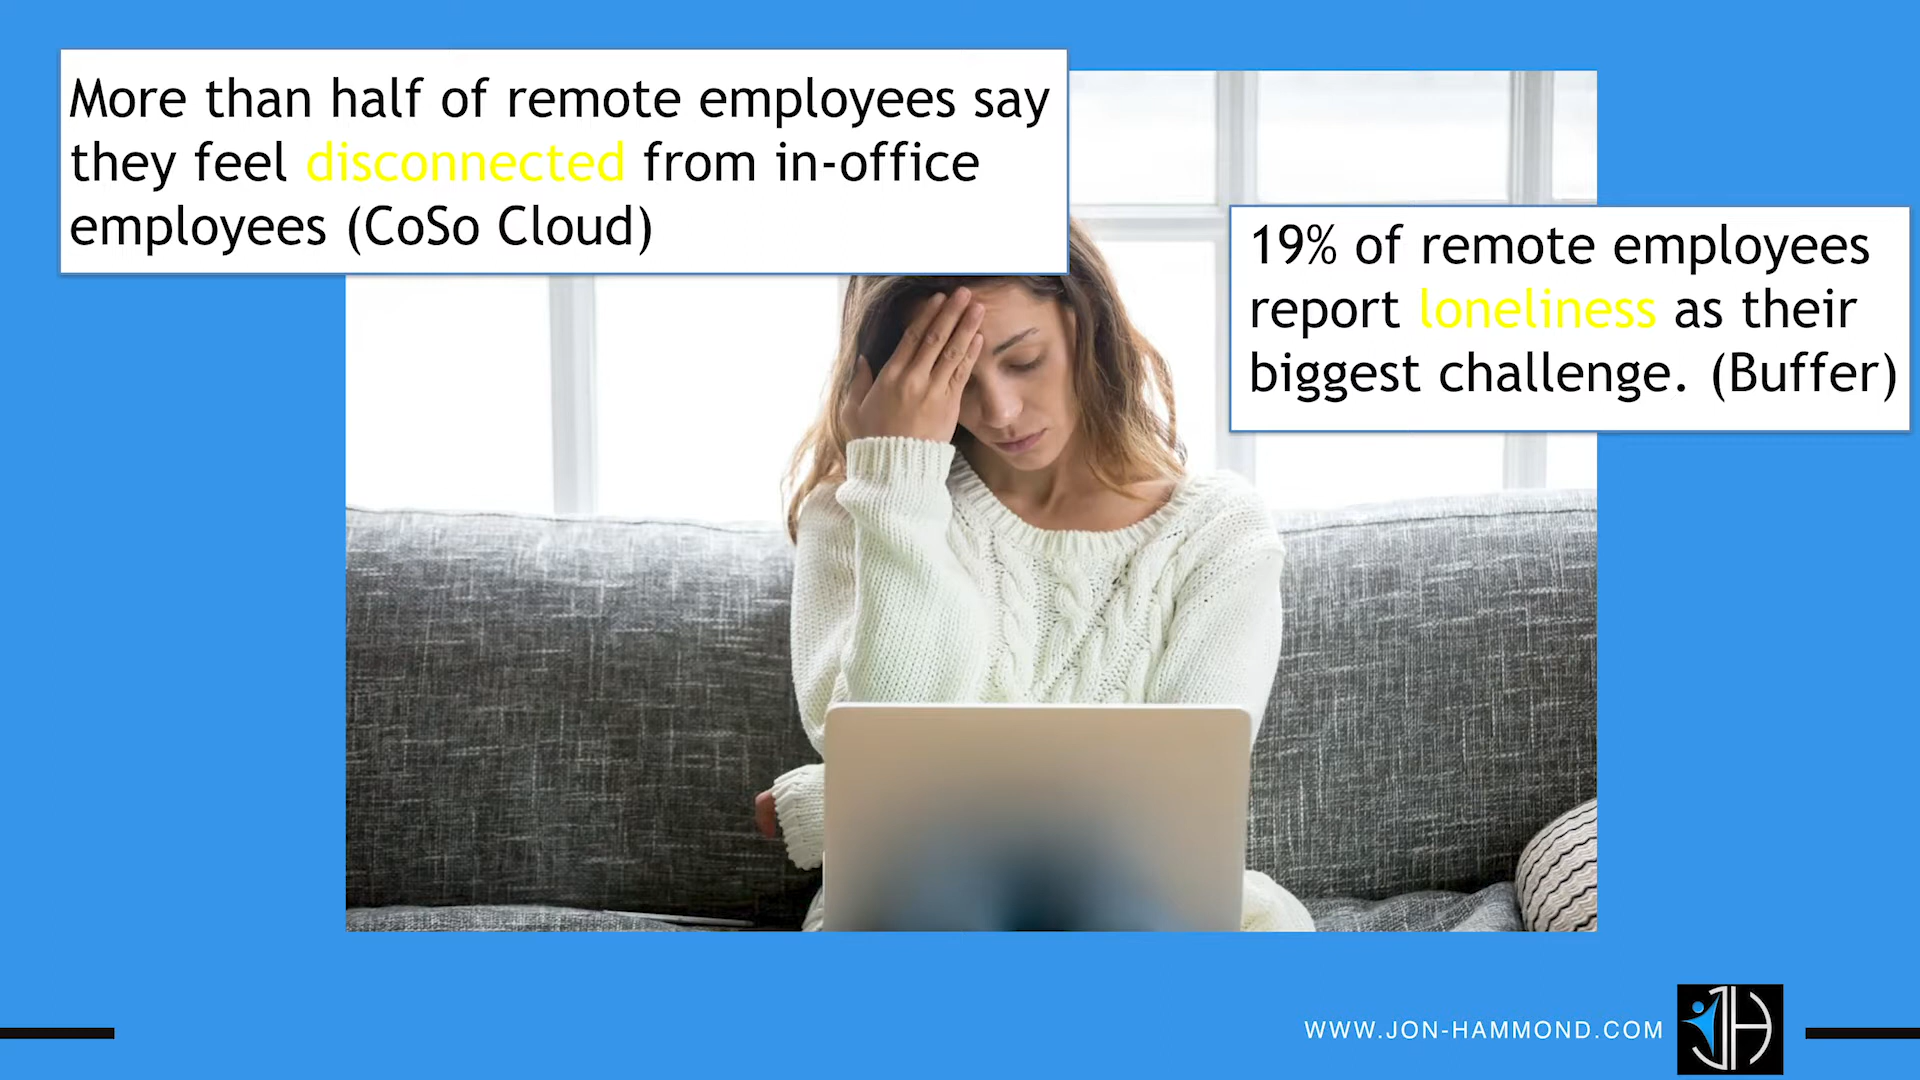 More than half of remote employees say
they feel disconnected from in-office
employees (CoSo Cloud)
19% of remote employees
report loneliness as their
biggest challenge. (Buffer)
WWW.JON-HAMMOND.COM
JH